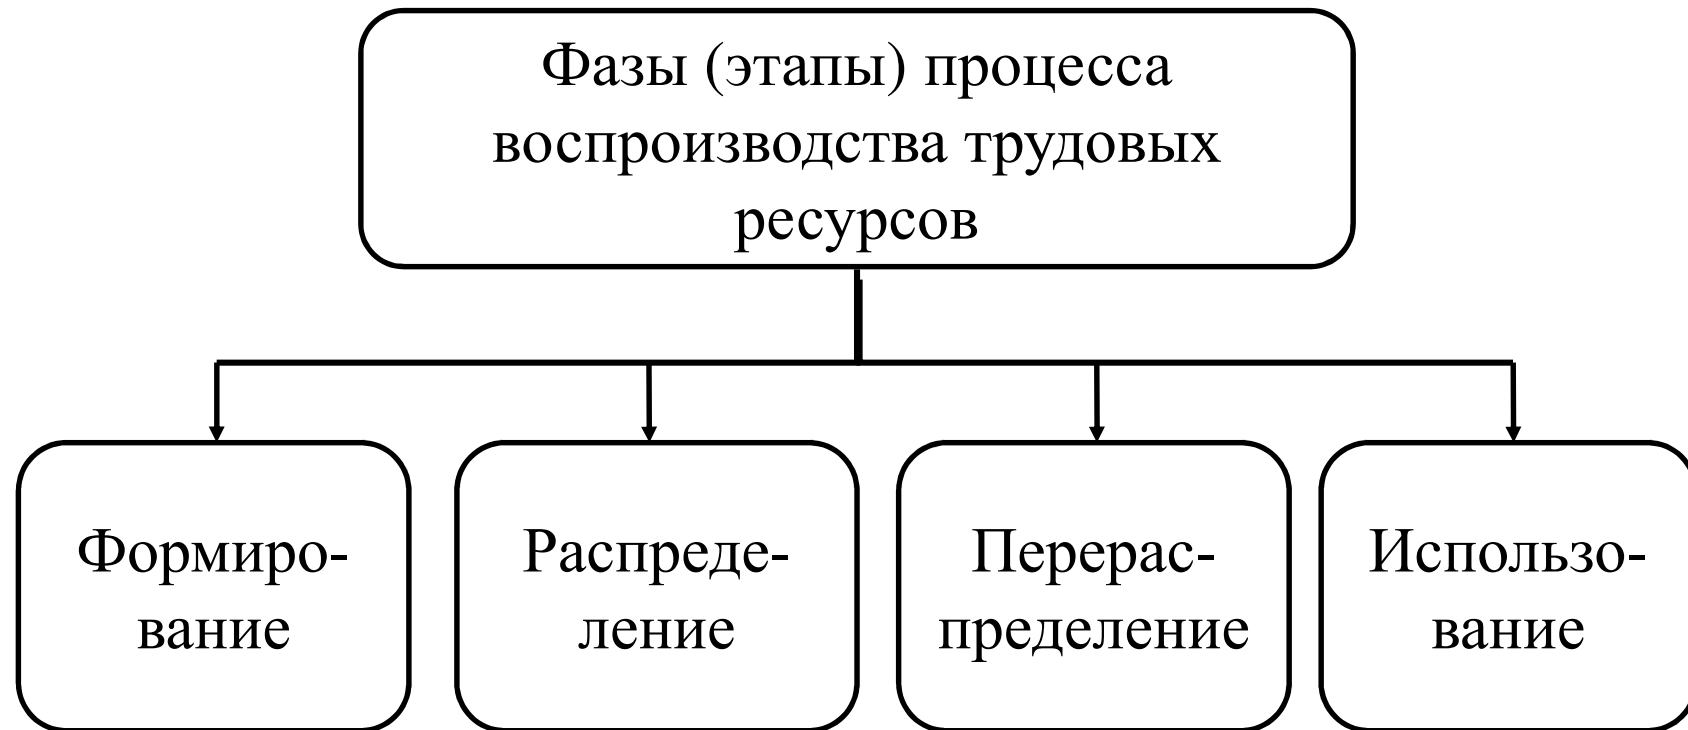 Фазы (этапы) процесса
воспроизводства трудовых
ресурсов
Формиро-
вание
Распреде-
ление
Перерас-
пределение
Использо-
вание